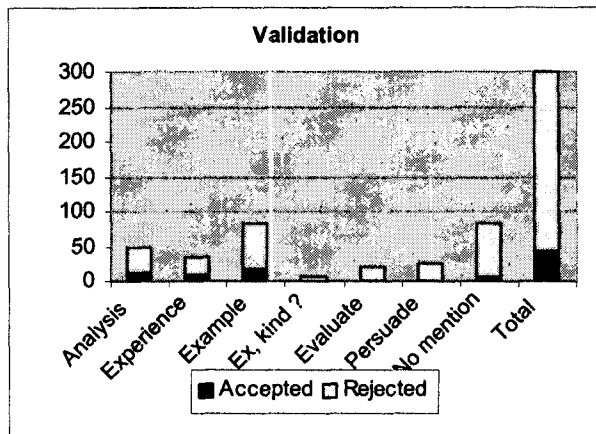 Validation
300
250
200
150
100
50
0
Analysis
Experience
Example
Ex, kind ?
Evaluate
Persuade
No mention
Total
Accepted Rejected